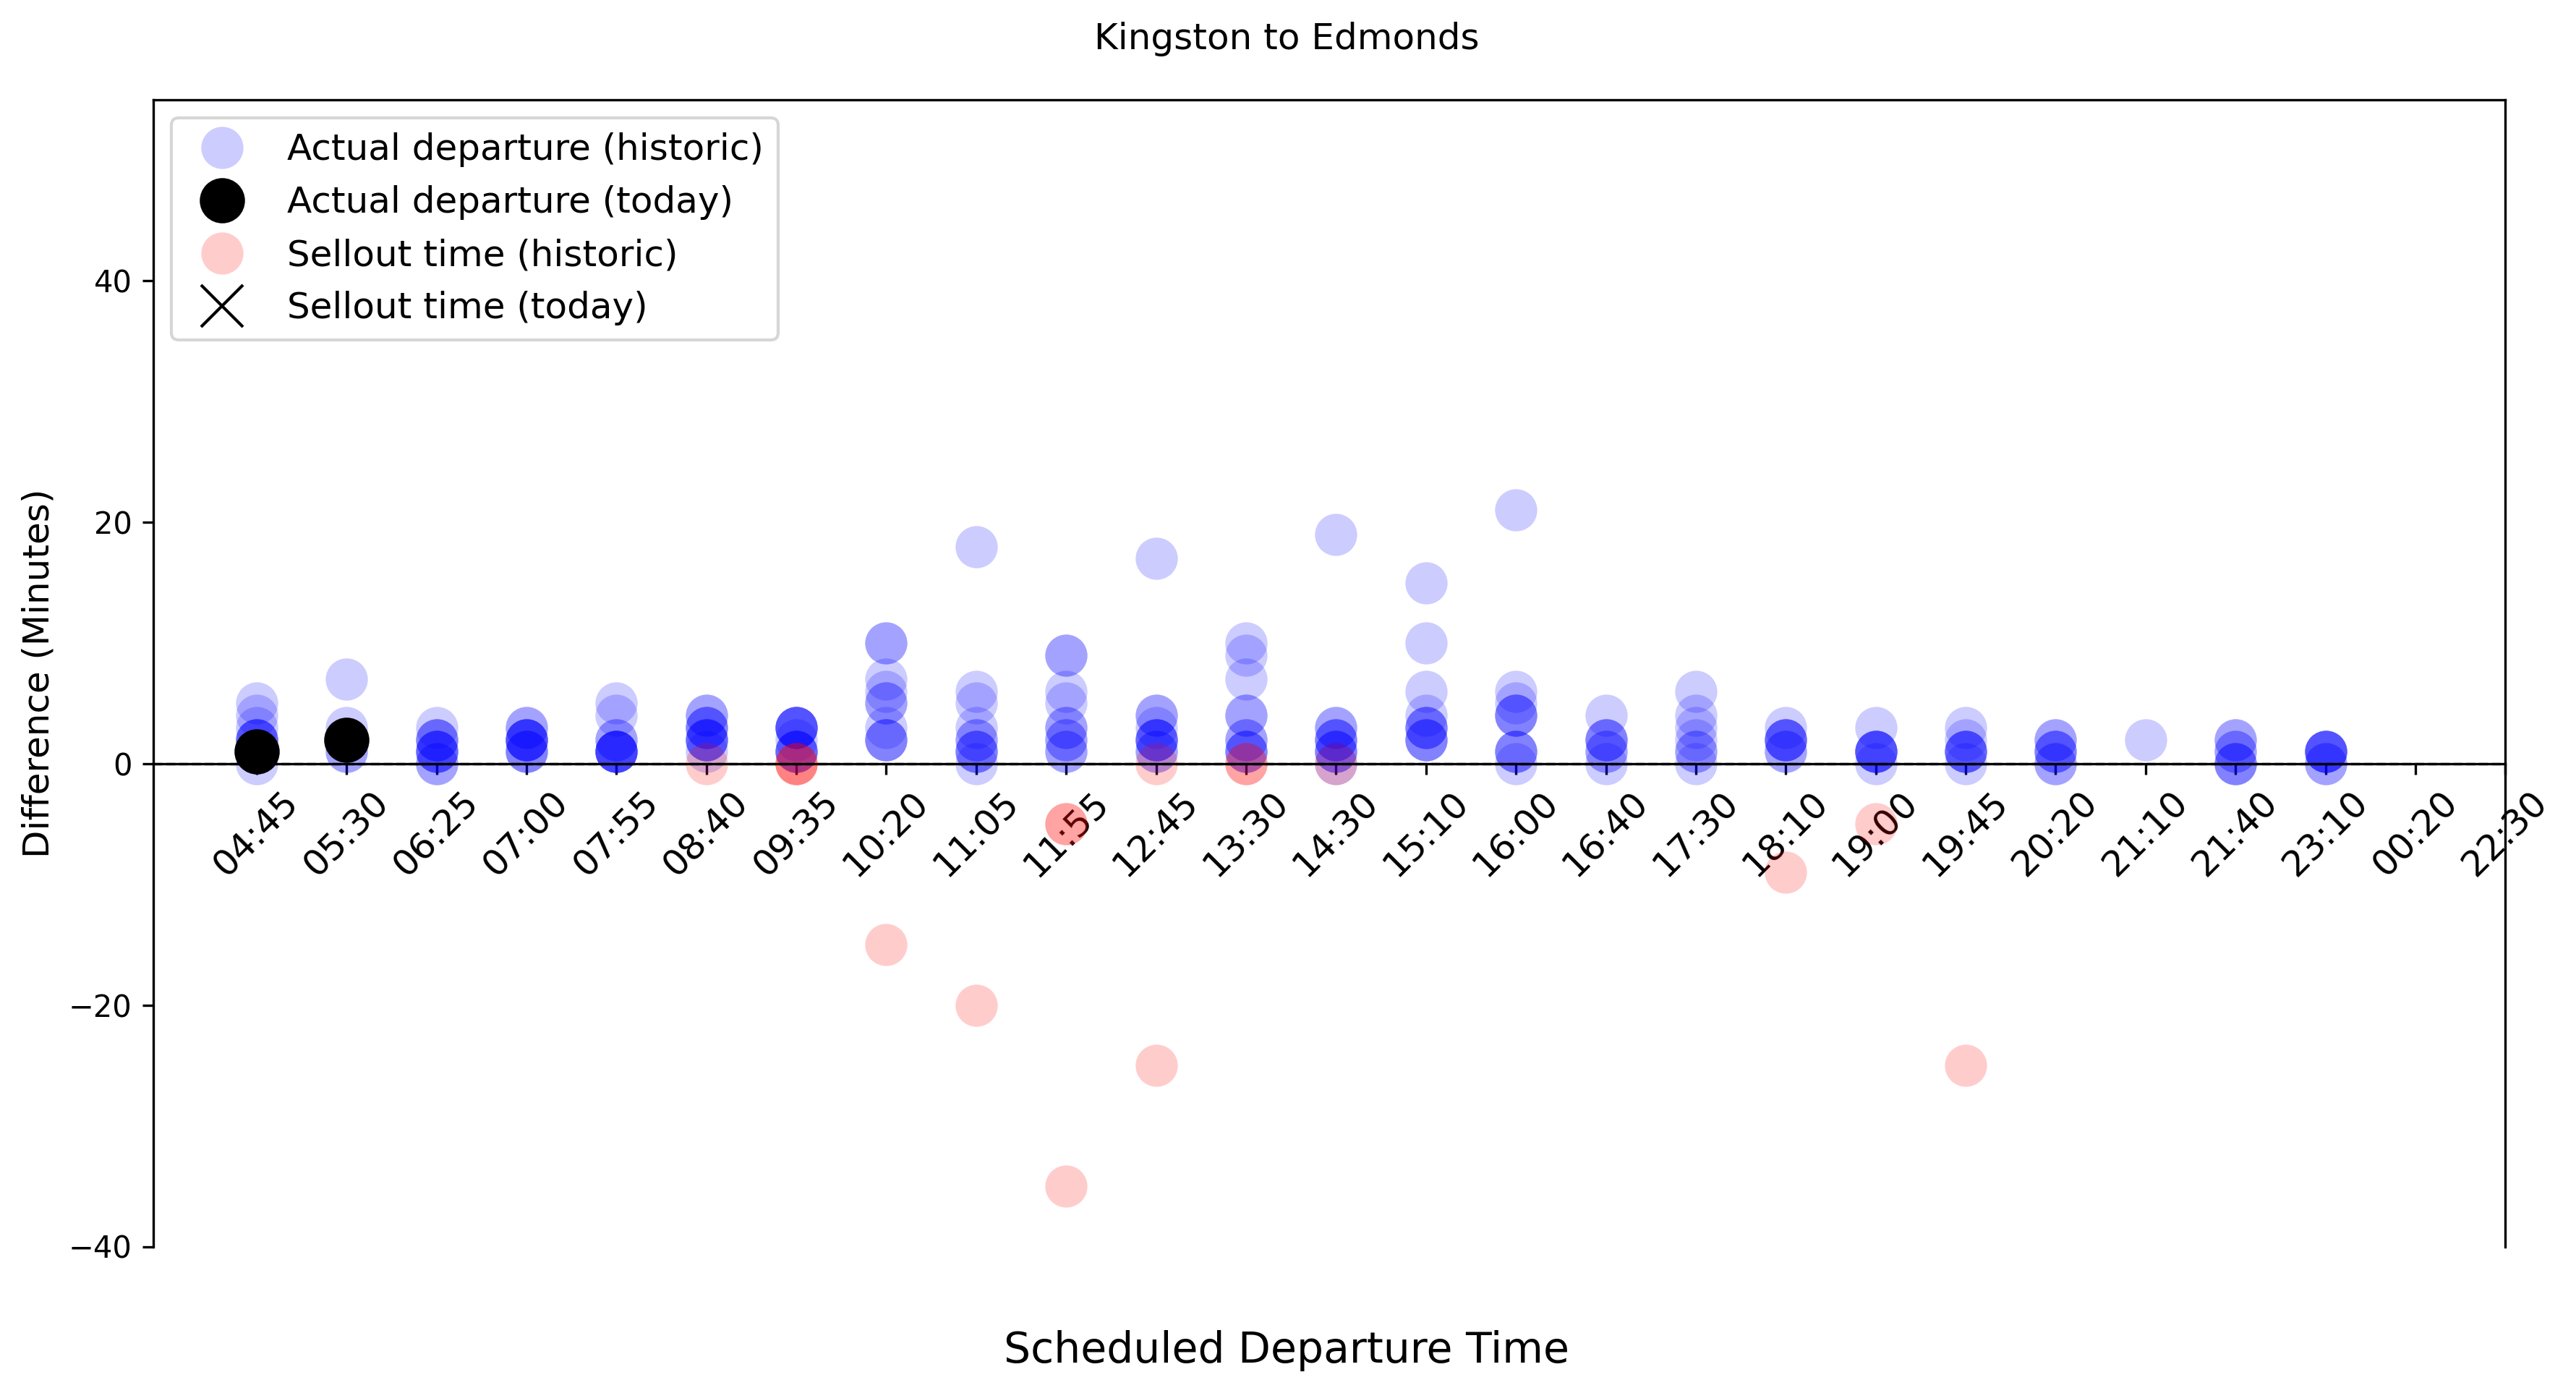 Kingston to Edmonds
Actual departure (historic)
Actual departure (today)
Sellout time (historic)
Sellout time (today)
Difference (Minutes)
40
20
0
−20
−40
04:45 05:30 06:25 07:00 07:55 08:40 09:35 10:20 11:05 11:55 12:45 13:30 14:30 15:10 16:00 16:40 17:30 18:10 19:00 19:45 20:20 21:10 21:40 23:10 00:20 22:30
Scheduled Departure Time